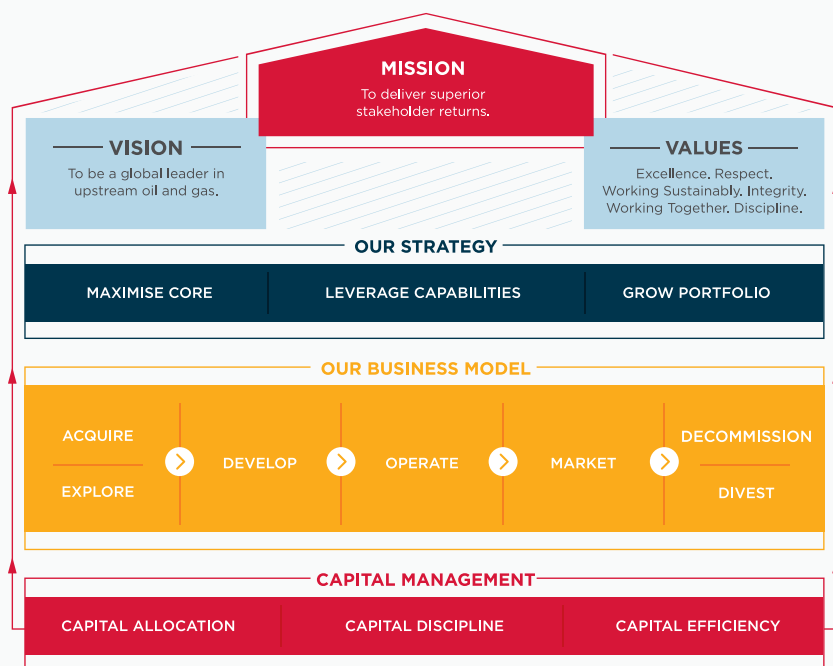 MISSION
To deliver superior
stakeholder returns.
VISION
To be a global leader in
upstream oil and gas.
VALUES
Excellence. Respect.
Working Sustainably. Integrity.
Working Together. Discipline.
OUR STRATEGY
MAXIMISE CORE
LEVERAGE CAPABILITIES
GROW PORTFOLIO
OUR BUSINESS MODEL
ACQUIRE
EXPLORE
DEVELOP
OPERATE
MARKET
DECOMMISSION
DIVEST
CAPITAL MANAGEMENT
CAPITAL ALLOCATION
CAPITAL DISCIPLINE
CAPITAL EFFICIENCY